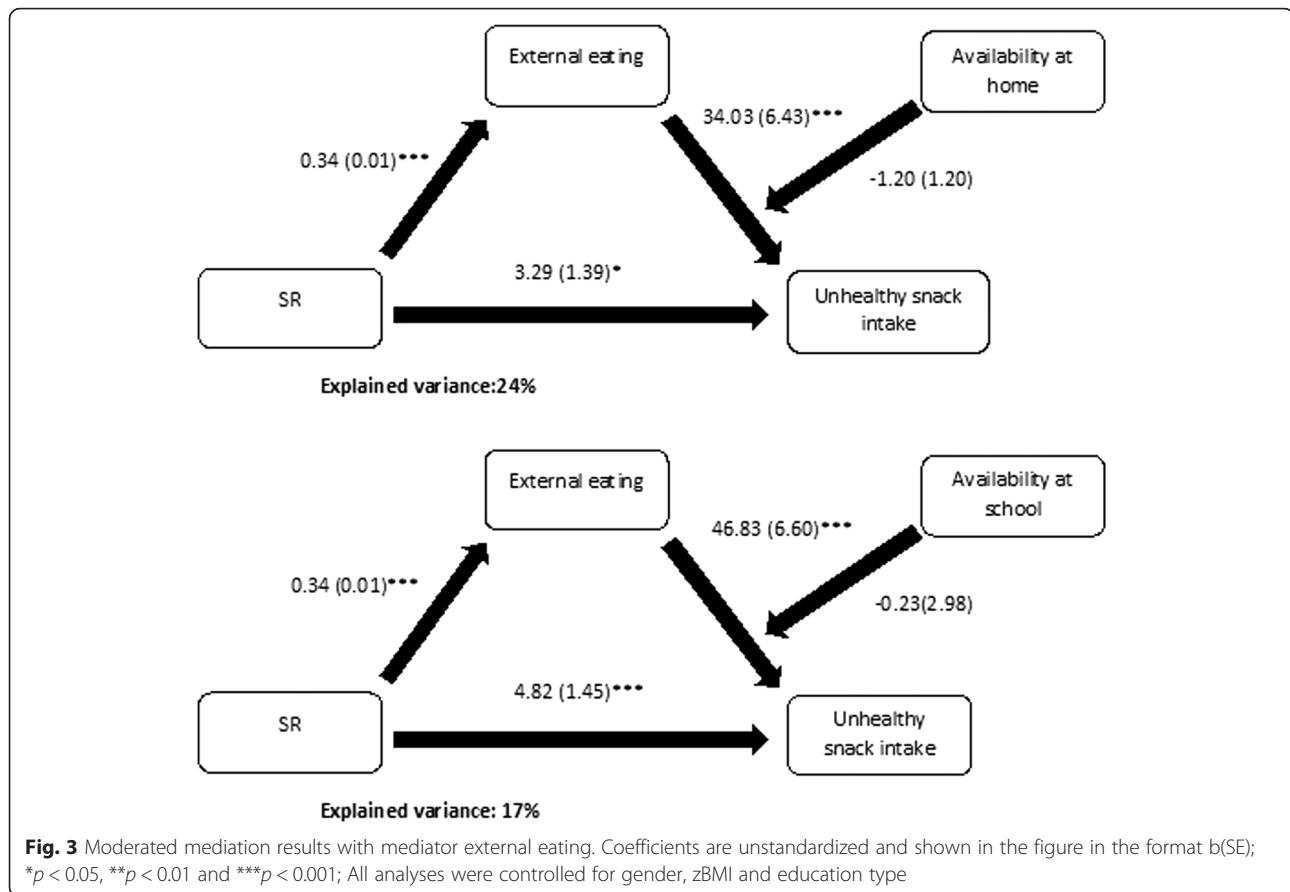 External eating
Availability at
home
34.03 (6.43)***
0.34 (0.01)***
-1.20 (1.20)
3.29 (1.39)*
SR
Unhealthy snack
intake
Explained variance:24%
External eating
Availability at
school
46.83 (6.60)***
0.34 (0.01)***
-0.23(2.98)
4.82 (1.45)***
SR
Unhealthy
snack intake
Explained variance: 17%
Fig. 3 Moderated mediation results with mediator external eating. Coefficients are unstandardized and shown in the figure in the format b(SE);
*p < 0.05, **p < 0.01 and ***p < 0.001; All analyses were controlled for gender, zBMI and education type